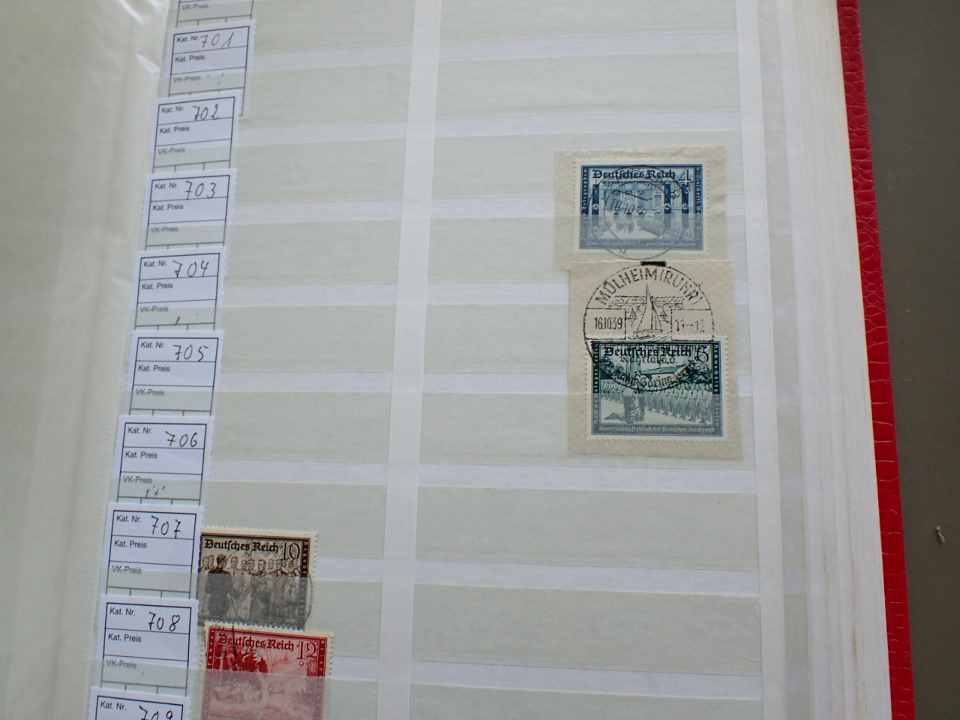 VK-Preis
Kat. Nr. 701
Kat. Preis
VK-Preis
Kat. Nr. 702
Kat. Preis
VK-Preis
Kat. Nr. 703
Kat. Preis
VK-Preis
Kat. Nr. 704
Kat. Preis
VK-Preis
Kat. Nr. 705
Kat. Preis
VK-Preis
Kat. Nr. 706
Kat. Preis
VK-Preis
Kat. Nr. 707
Kat. Preis
VK-Preis
Kat. Nr. 708
Kat. Preis
VK-Preis
Kat. Nr. 709
Deutsches Reich
MÜLHEIM (RUHR)
16.10.39
Deutsches Reich
Deutsches Reich 10
Deutsches Reich 12